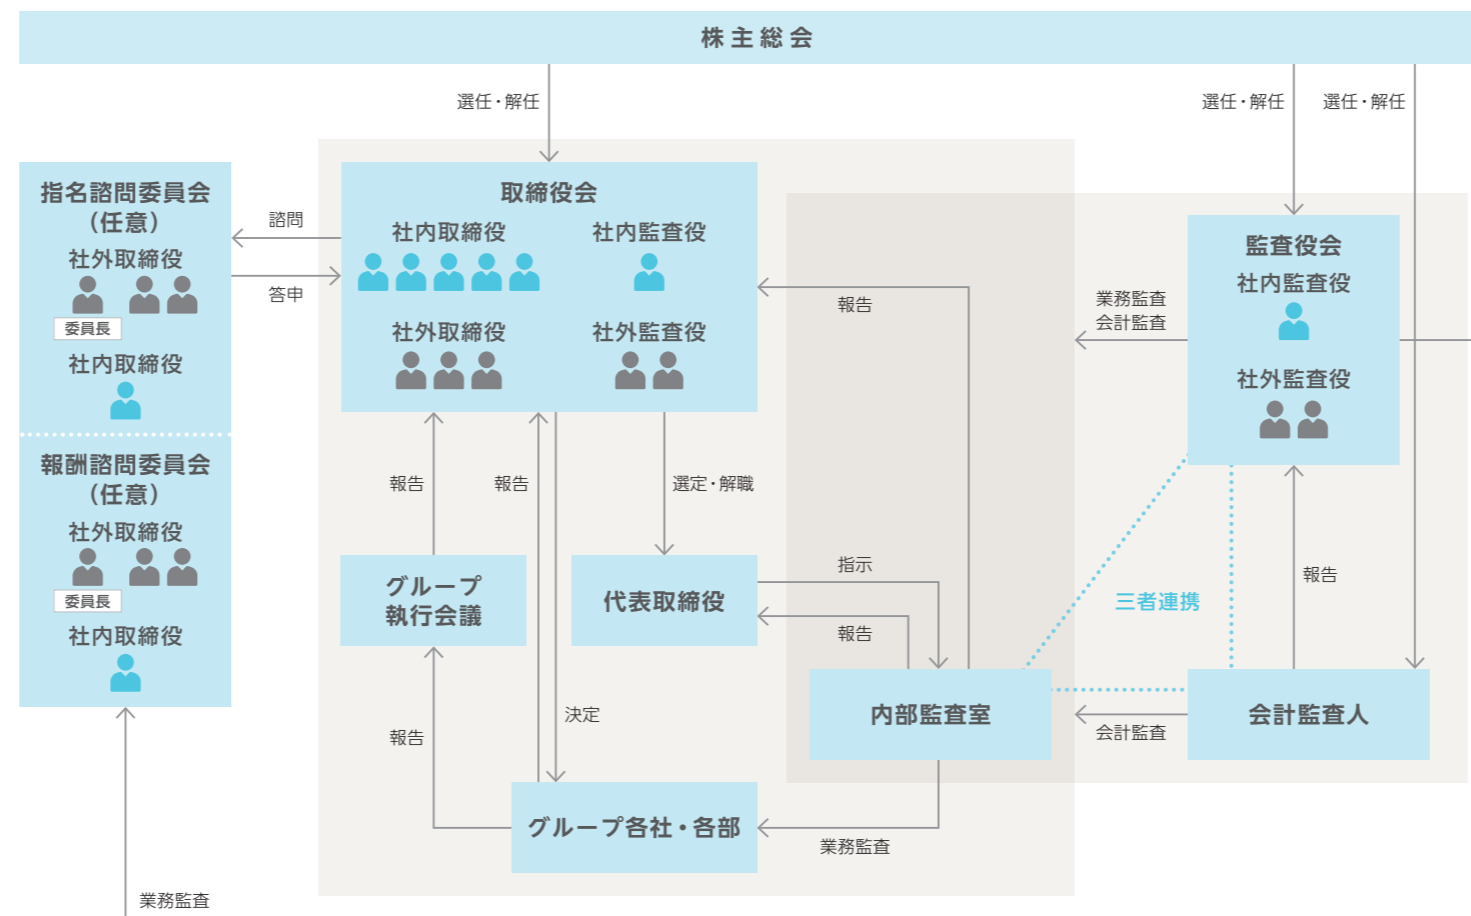 株主総会
選任・解任
選任・解任
選任・解任
指名諮問委員会
（任意）
社外取締役
委員長
社内取締役
報酬諮問委員会
（任意）
社外取締役
委員長
社内取締役
諮問
答申
取締役会
社内取締役
社内監査役
社外取締役
社外監査役
報告
業務監査
会計監査
監査役会
社内監査役
社外監査役
報告
報告
選定・解職
グループ
執行会議
代表取締役
指示
報告
三者連携
報告
報告
決定
内部監査室
会計監査
会計監査人
グループ各社・各部
業務監査
業務監査